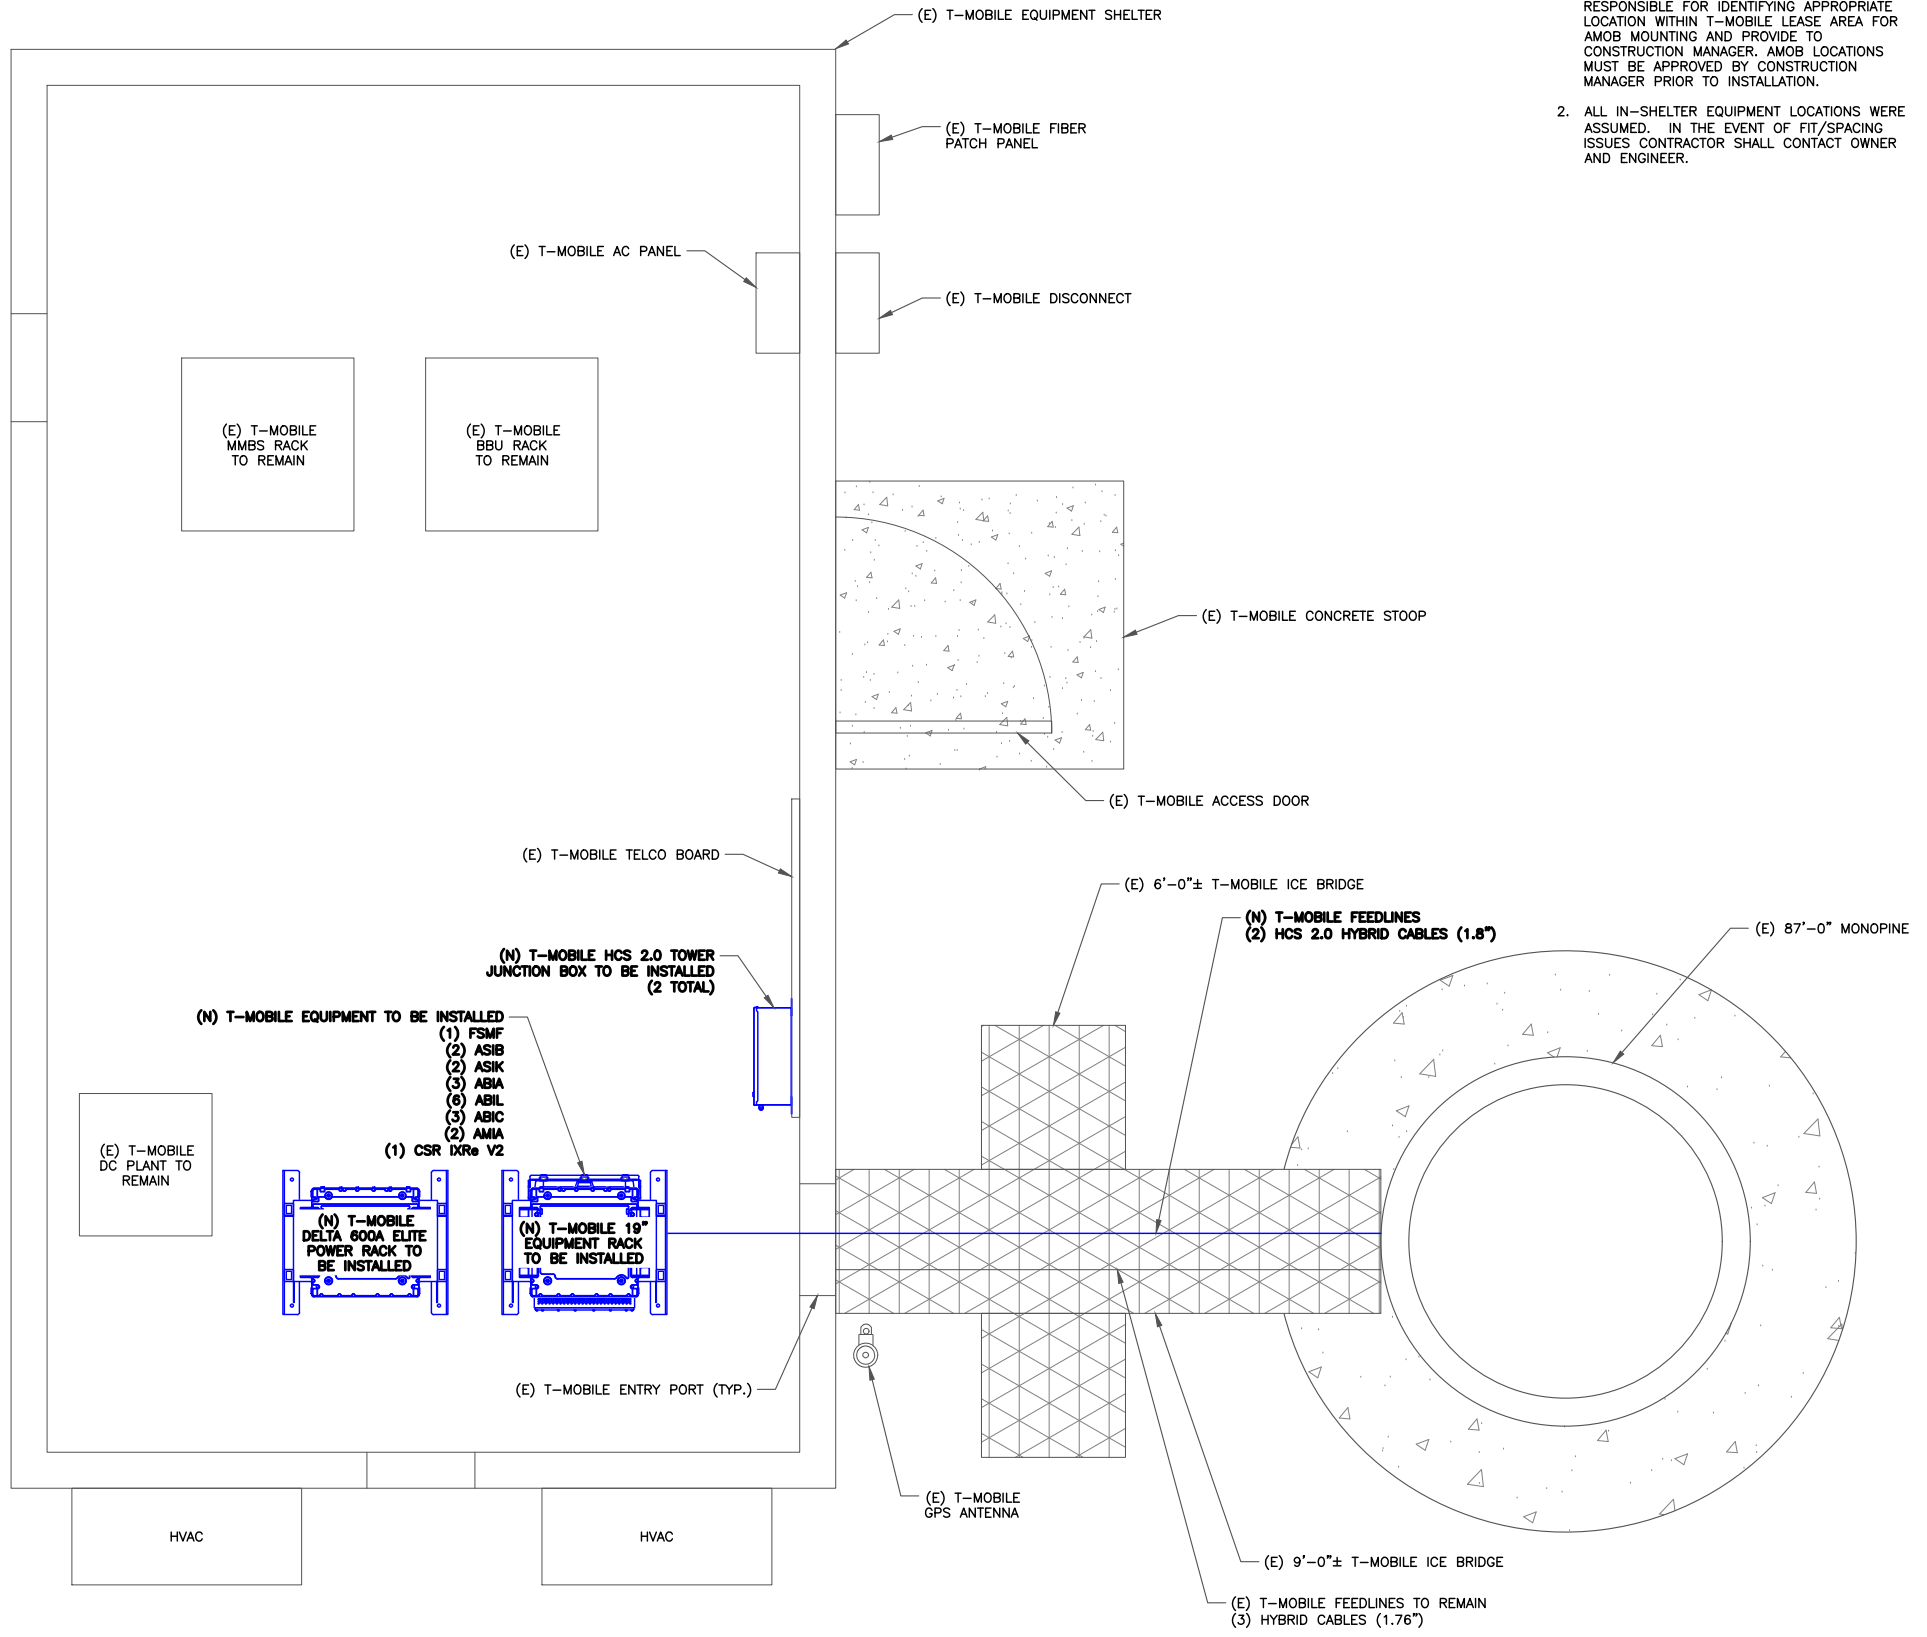 (E) T-MOBILE EQUIPMENT SHELTER
RESPONSIBLE FOR IDENTIFYING APPROPRIATE
LOCATION WITHIN T-MOBILE LEASE AREA FOR
AMOB MOUNTING AND PROVIDE TO
CONSTRUCTION MANAGER. AMOB LOCATIONS
MUST BE APPROVED BY CONSTRUCTION
MANAGER PRIOR TO INSTALLATION.
2. ALL IN-SHELTER EQUIPMENT LOCATIONS WERE
ASSUMED. IN THE EVENT OF FIT/SPACING
ISSUES CONTRACTOR SHALL CONTACT OWNER
AND ENGINEER.
(E) T-MOBILE FIBER
PATCH PANEL
(E) T-MOBILE AC PANEL
(E) T-MOBILE DISCONNECT
(E) T-MOBILE
MMBS RACK
TO REMAIN
(E) T-MOBILE
BBU RACK
TO REMAIN
(E) T-MOBILE CONCRETE STOOP
(E) T-MOBILE ACCESS DOOR
(E) T-MOBILE TELCO BOARD
(E) 6'-0"± T-MOBILE ICE BRIDGE
(N) T-MOBILE FEEDLINES
(2) HCS 2.0 HYBRID CABLES (1.8")
(E) 87'-0" MONOPINE
(N) T-MOBILE HCS 2.0 TOWER
JUNCTION BOX TO BE INSTALLED
(2 TOTAL)
(N) T-MOBILE EQUIPMENT TO BE INSTALLED
(1) FSMF
(2) ASIB
(2) ASIK
(3) ABIA
(6) ABIL
(3) ABIC
(2) AMIA
(1) CSR IXRe V2
(E) T-MOBILE
DC PLANT TO
REMAIN
(N) T-MOBILE
DELTA 600A ELITE
POWER RACK TO
BE INSTALLED
(N) T-MOBILE 19"
EQUIPMENT RACK
TO BE INSTALLED
(E) T-MOBILE ENTRY PORT (TYP.)
(E) T-MOBILE
GPS ANTENNA
HVAC
HVAC
(E) 9'-0"± T-MOBILE ICE BRIDGE
(E) T-MOBILE FEEDLINES TO REMAIN
(3) HYBRID CABLES (1.76")